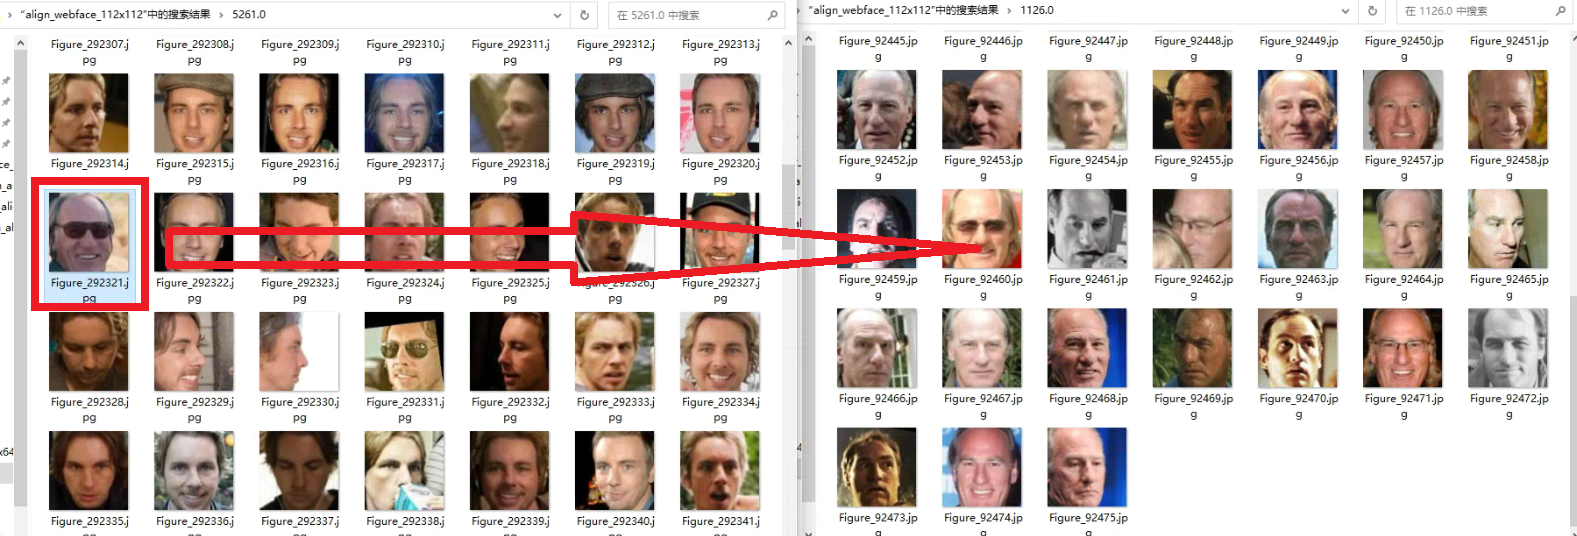 "align_webface_112x112"中的搜索结果 > 5261.0
在 5261.0 中搜索
Figure_292307.jpg Figure_292308.jpg Figure_292309.jpg Figure_292310.jpg Figure_292311.jpg Figure_292312.jpg Figure_292313.jpg
Figure_292314.jpg Figure_292315.jpg Figure_292316.jpg Figure_292317.jpg Figure_292318.jpg Figure_292319.jpg Figure_292320.jpg
Figure_292321.jpg Figure_292322.jpg Figure_292323.jpg Figure_292324.jpg Figure_292325.jpg Figure_292326.jpg Figure_292327.jpg
Figure_292328.jpg Figure_292329.jpg Figure_292330.jpg Figure_292331.jpg Figure_292332.jpg Figure_292333.jpg Figure_292334.jpg
Figure_292335.j Figure_292336.j Figure_292337.j Figure_292338.j Figure_292339.j Figure_292340.j Figure_292341.j
"align_webface_112x112"中的搜索结果 > 1126.0
在 1126.0 中搜索
Figure_92445.jpg Figure_92446.jpg Figure_92447.jpg Figure_92448.jpg Figure_92449.jpg Figure_92450.jpg Figure_92451.jpg
Figure_92452.jpg Figure_92453.jpg Figure_92454.jpg Figure_92455.jpg Figure_92456.jpg Figure_92457.jpg Figure_92458.jpg
Figure_92459.jpg Figure_92460.jpg Figure_92461.jpg Figure_92462.jpg Figure_92463.jpg Figure_92464.jpg Figure_92465.jpg
Figure_92466.jpg Figure_92467.jpg Figure_92468.jpg Figure_92469.jpg Figure_92470.jpg Figure_92471.jpg Figure_92472.jpg
Figure_92473.jpg Figure_92474.jpg Figure_92475.jpg